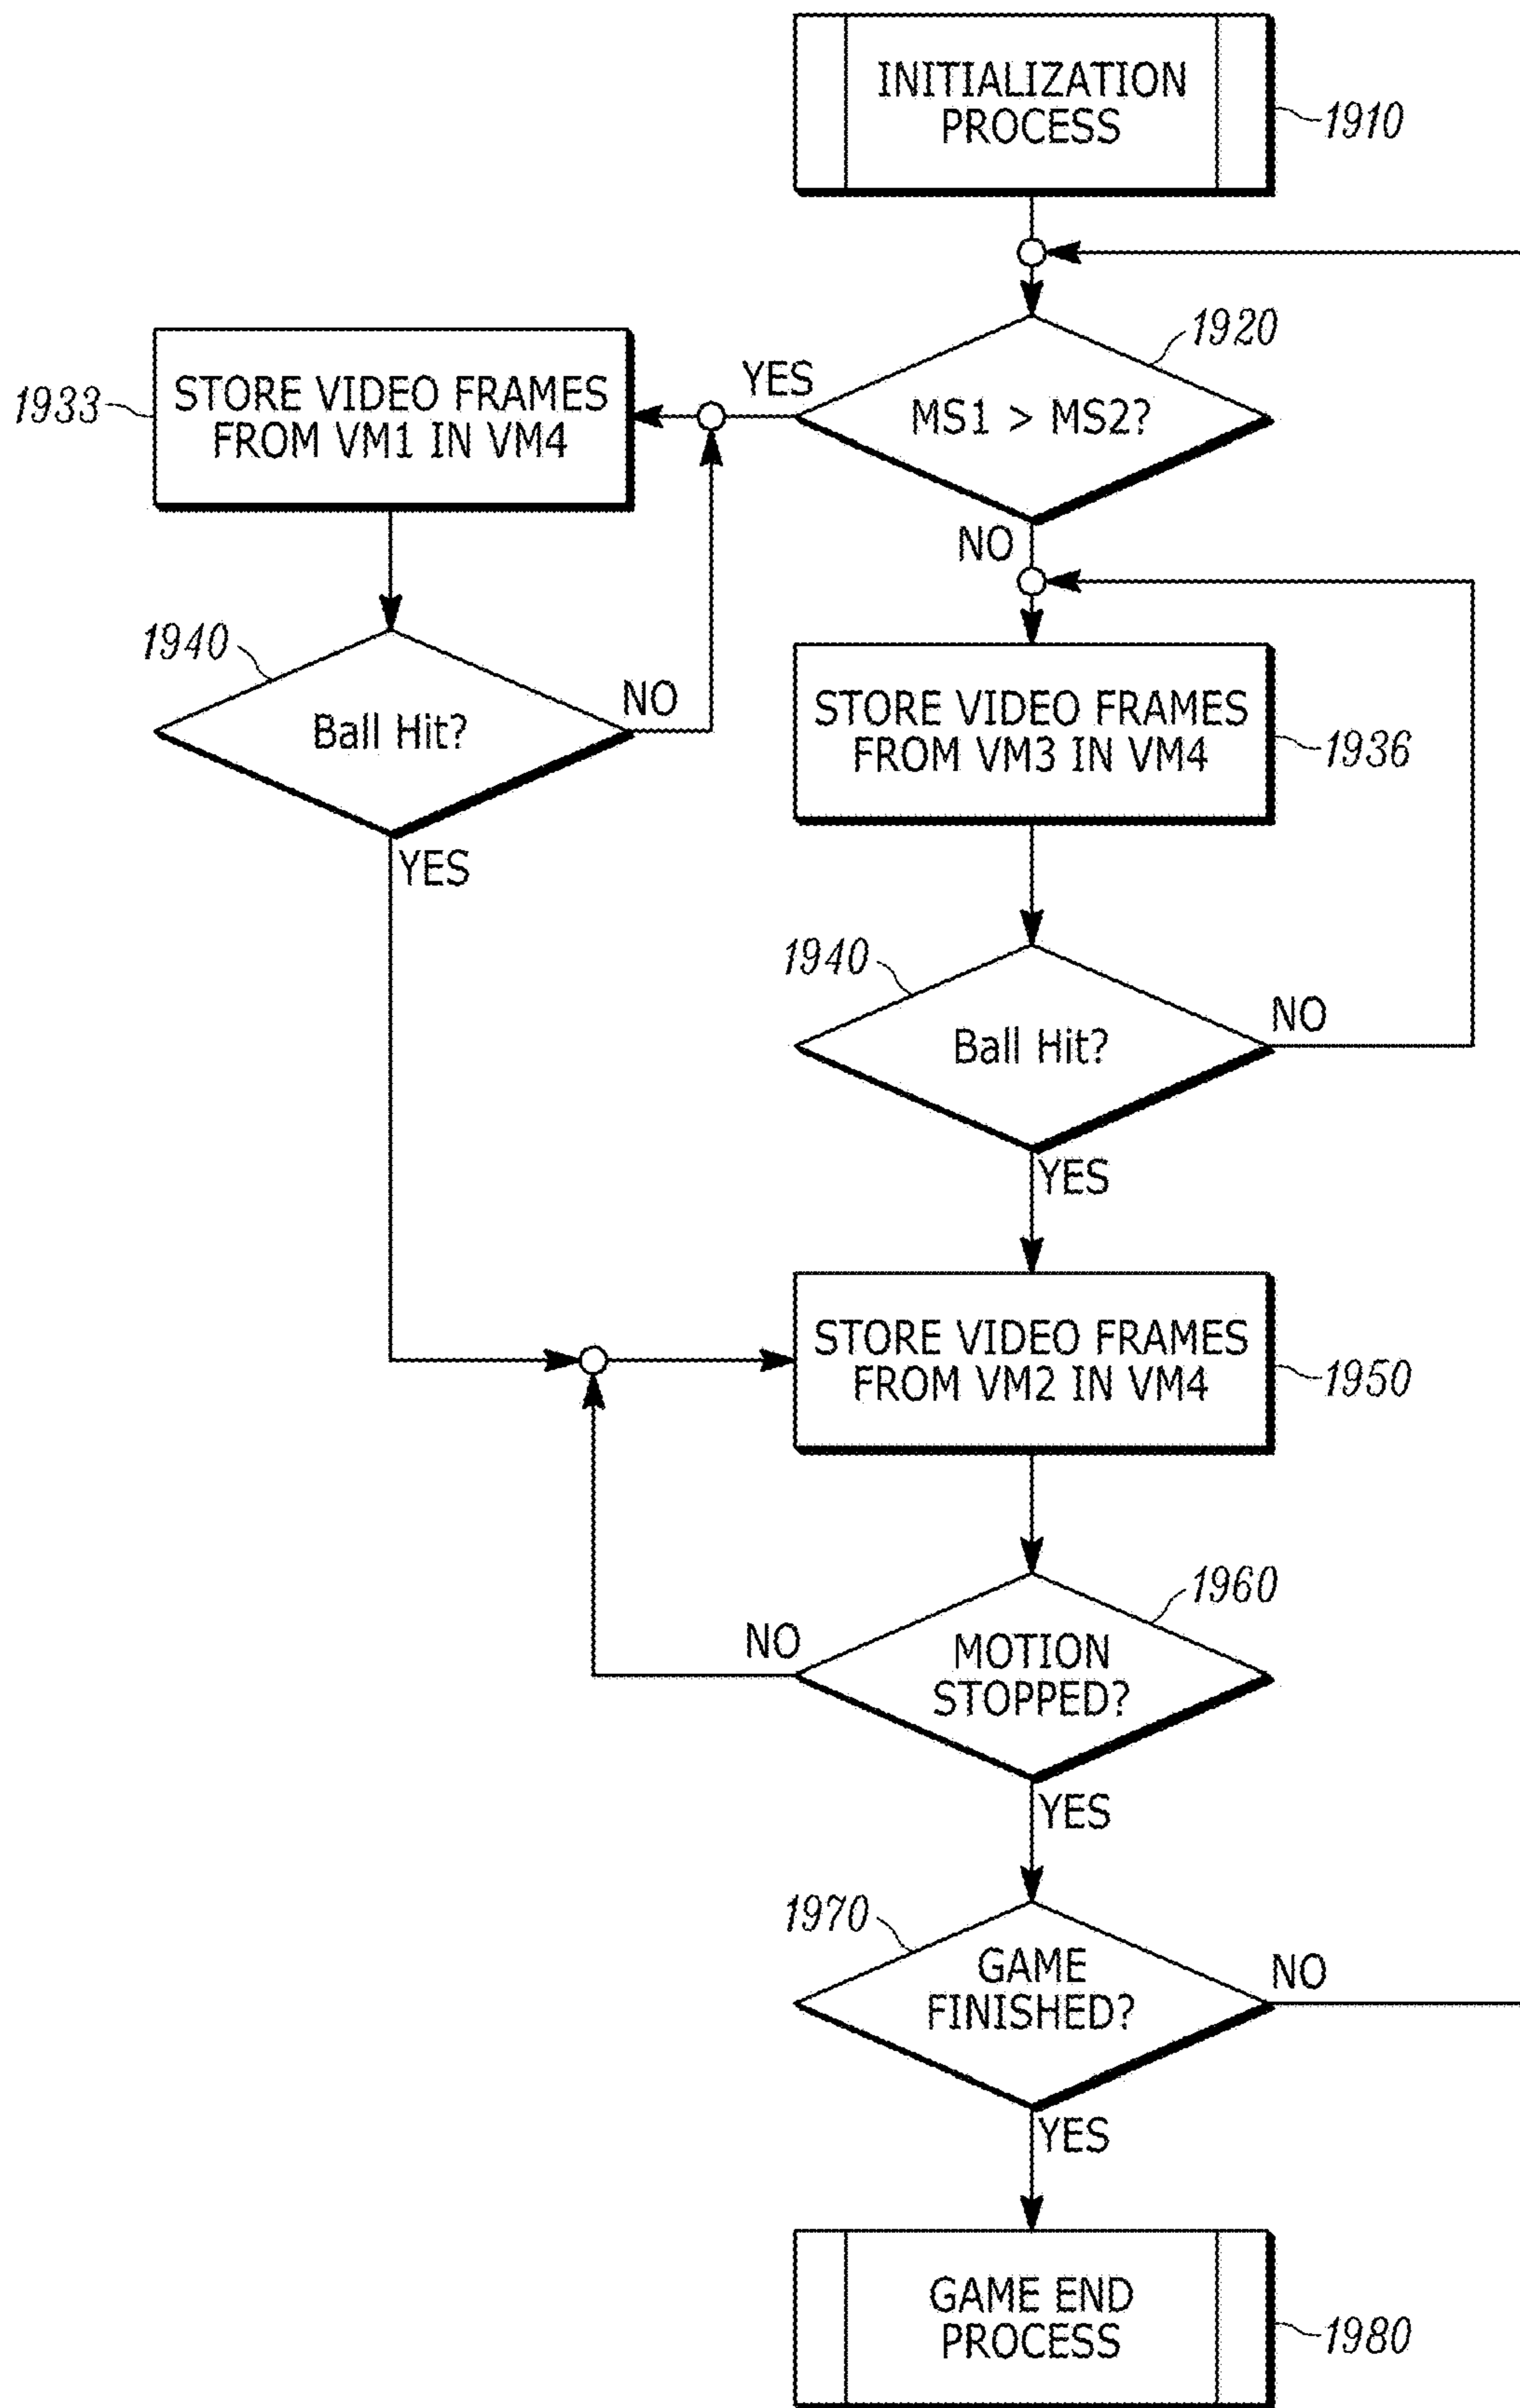 INITIALIZATION
PROCESS
1910
1920
MS1 > MS2?
YES
NO
1933
STORE VIDEO FRAMES
FROM VM1 IN VM4
1940
Ball Hit?
NO
YES
STORE VIDEO FRAMES
FROM VM3 IN VM4
1936
1940
Ball Hit?
NO
YES
STORE VIDEO FRAMES
FROM VM2 IN VM4
1950
1960
MOTION
STOPPED?
NO
YES
1970
GAME
FINISHED?
NO
YES
GAME END
PROCESS
1980